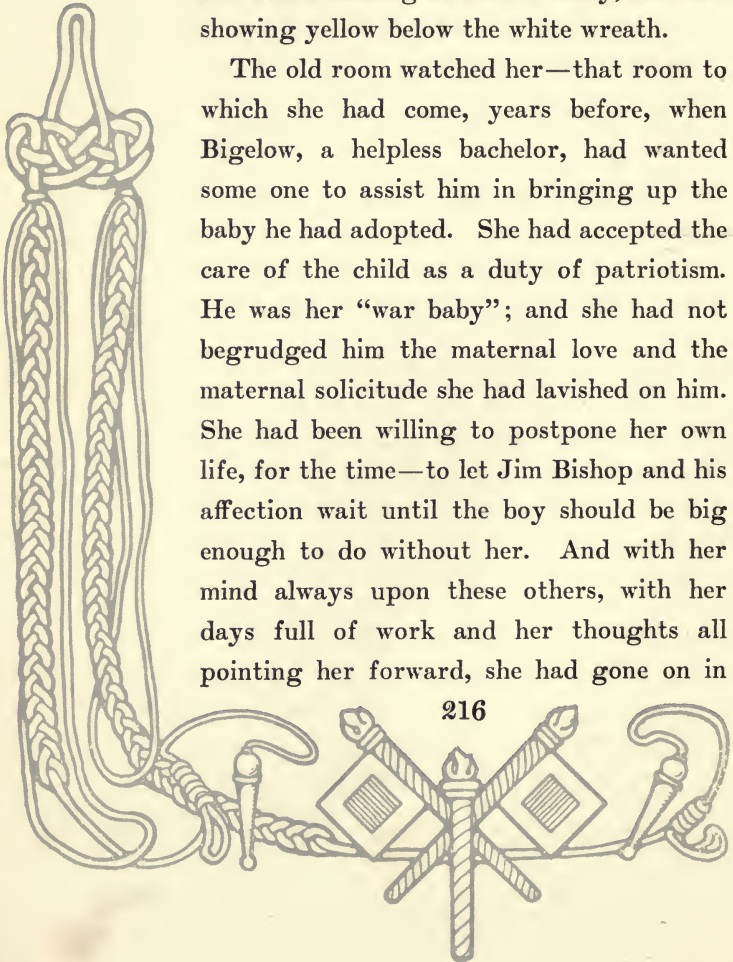 showing yellow below the white wreath.
The old room watched her—that room to
which she had come, years before, when
Bigelow, a helpless bachelor, had wanted
some one to assist him in bringing up the
baby he had adopted. She had accepted the
care of the child as a duty of patriotism.
He was her “war baby”; and she had not
begrudged him the maternal love and the
maternal solicitude she had lavished on him.
She had been willing to postpone her own
life, for the time—to let Jim Bishop and his
affection wait until the boy should be big
enough to do without her. And with her
mind always upon these others, with her
days full of work and her thoughts all
pointing her forward, she had gone on in
216